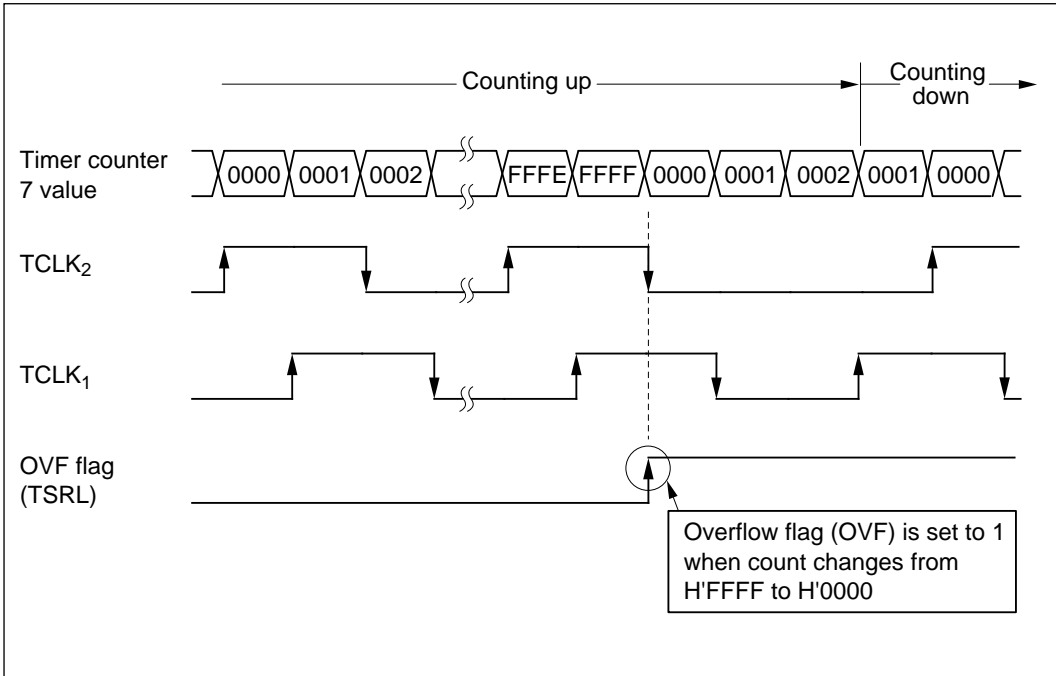 Counting up
Counting
down
Timer counter
7 value
0000 0001 0002 FFFE FFFF 0000 0001 0002 0001 0000
TCLK2
TCLK1
OVF flag
(TSRL)
Overflow flag (OVF) is set to 1
when count changes from
H'FFFF to H'0000